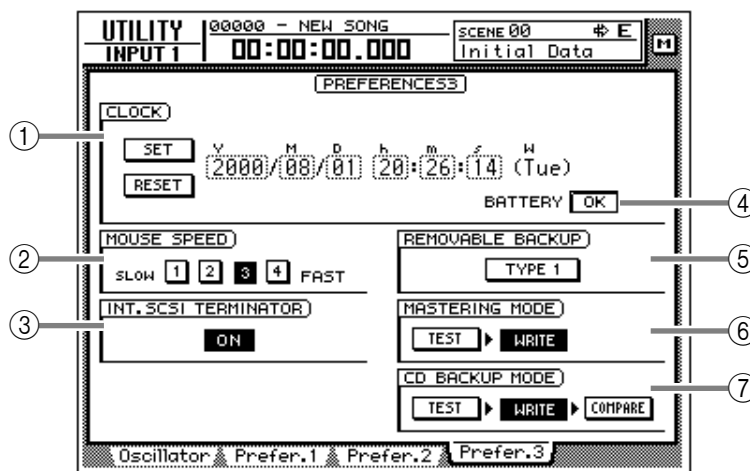 UTILITY 00000 - NEW SONG SCENE 00 E
INPUT 1 00:00:00.000 Initial Data M
PREFERENCES3
CLOCK
1
Y M D h m s W
SET 2000/08/01 20:26:14 (Tue)
RESET
BATTERY OK
4
MOUSE SPEED REMOVABLE BACKUP
2 5
SLOW 1 2 3 4 FAST TYPE 1
INT.SCSI TERMINATOR MASTERING MODE
3 6
ON TEST WRITE
CD BACKUP MODE
7
TEST WRITE COMPARE
Oscillator Prefer.1 Prefer.2 Prefer.3